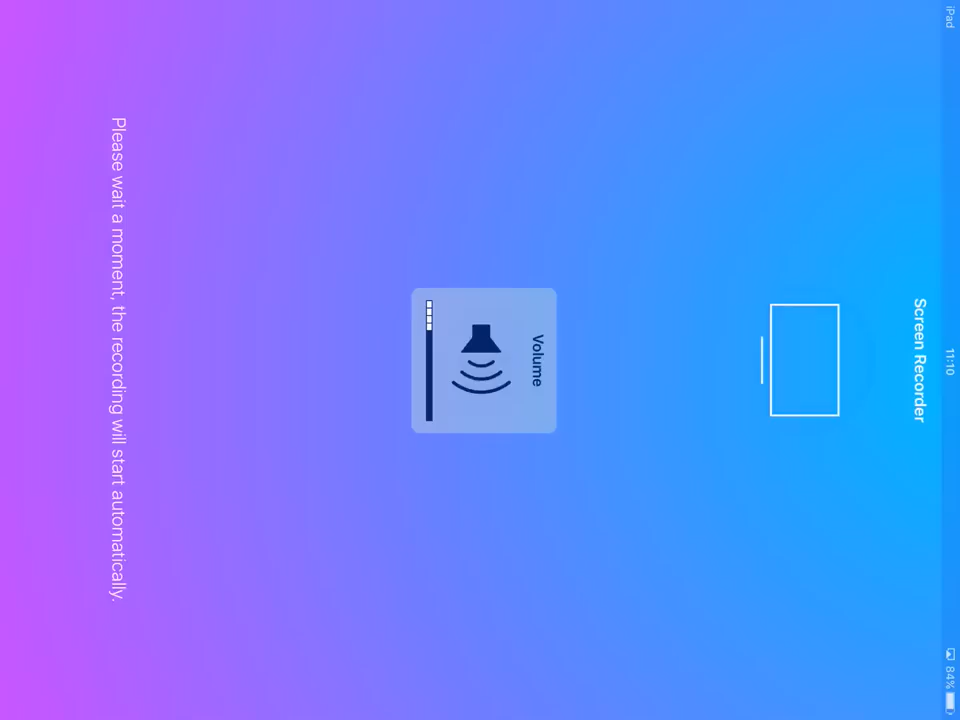 iPad 11:10 84%
Screen Recorder
Volume
Please wait a moment, the recording will start automatically.